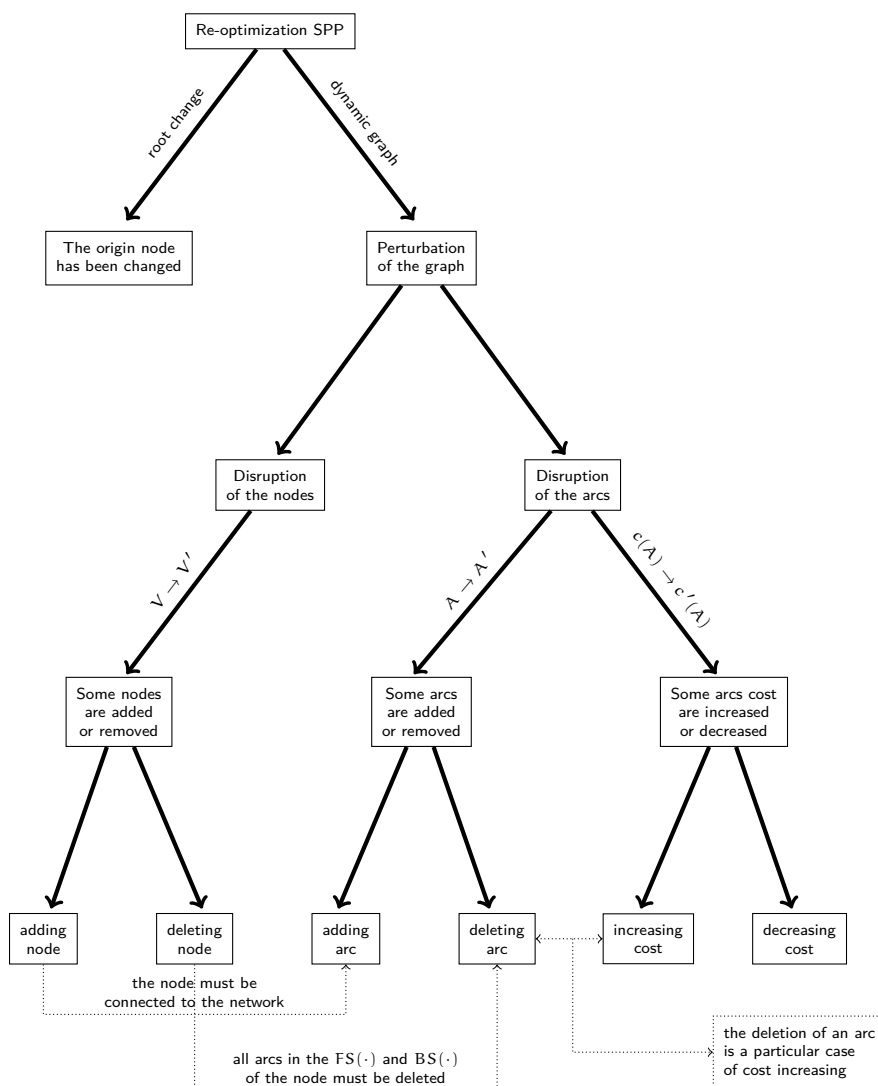 Re-optimization SPP
root change
dynamic graph
The origin node
has been changed
Perturbation
of the graph
Disruption
of the nodes
Disruption
of the arcs
V → V′
A → A′
c(A) → c′(A)
Some nodes
are added
or removed
Some arcs
are added
or removed
Some arcs cost
are increased
or decreased
adding
node
deleting
node
adding
arc
deleting
arc
increasing
cost
decreasing
cost
the node must be
connected to the network
all arcs in the FS(·) and BS(·)
of the node must be deleted
the deletion of an arc
is a particular case
of cost increasing